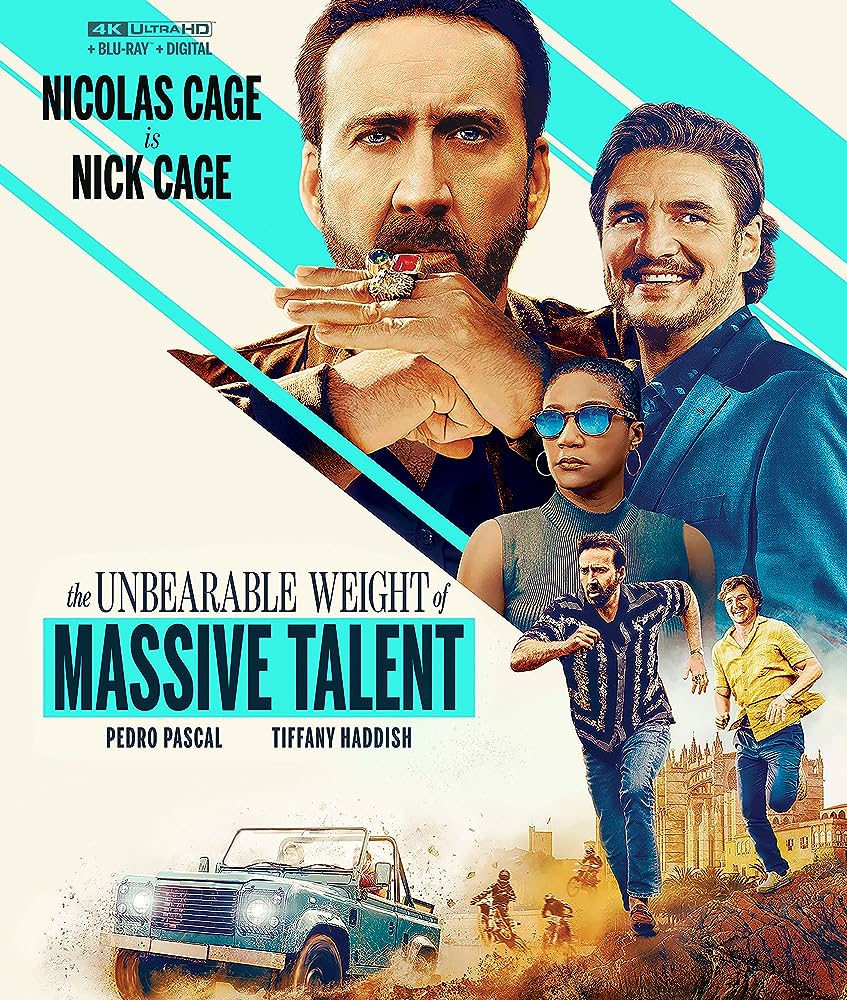 4K ULTRA HD
+ BLU-RAY™ + DIGITAL
NICOLAS CAGE
is
NICK CAGE
the UNBEARABLE WEIGHT of
MASSIVE TALENT
PEDRO PASCAL TIFFANY HADDISH